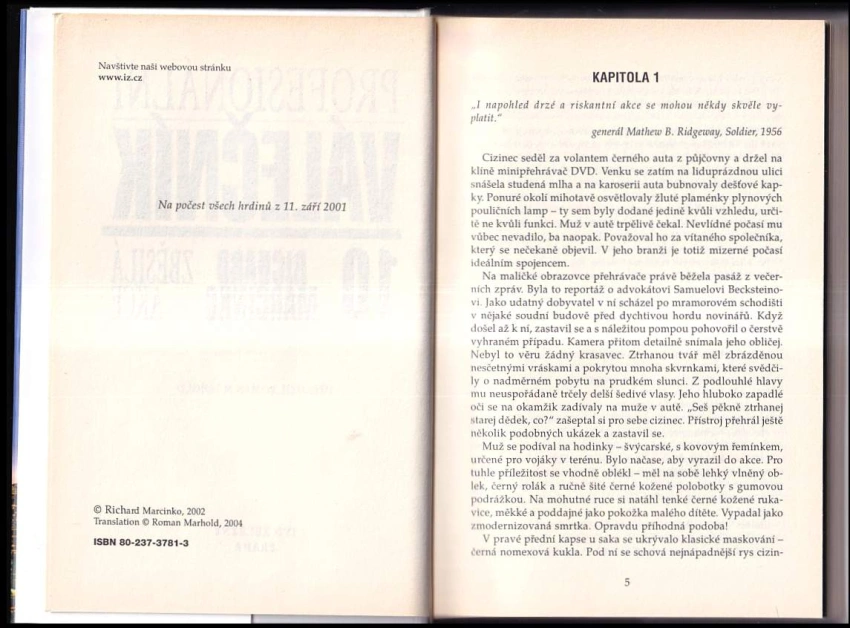 Navštivte naši webovou stránku
www.iz.cz
Na počest všech hrdinů z 11. září 2001
© Richard Marcinko, 2002
Translation © Roman Marhold, 2004
ISBN 80-237-3781-3
KAPITOLA 1
„I napohled drzé a riskantní akce se mohou někdy skvěle vy-
platit.“
generál Mathew B. Ridgeway, Soldier, 1956
Cizinec seděl za volantem černého auta z půjčovny a držel na
klíně minipřehrávač DVD. Venku se zatím na liduprázdnou ulici
snášela studená mlha a na karoserii auta bubnovaly dešťové kap-
ky. Ponuré okolí mihotavě osvětlovaly žluté plaménky plynových
pouličních lamp – ty sem byly dodané jedině kvůli vzhledu, urči-
tě ne kvůli funkci. Muž v autě trpělivě čekal. Nevlídné počasí mu
vůbec nevadilo, ba naopak. Považoval ho za vítaného společníka,
který se nečekaně objevil. V jeho branži je totiž mizerné počasí
ideálním spojencem.
Na maličké obrazovce přehrávače právě běžela pasáž z večer-
ních zpráv. Byla to reportáž o advokátovi Samuelovi Becksteino-
vi. Jako udatný dobyvatel v ní scházel po mramorovém schodišti
v nějaké soudní budově před dychtivou hordu novinářů. Když
došel až k ní, zastavil se a s náležitou pompou pohovořil o čerstvě
vyhraném případu. Kamera přitom detailně snímala jeho obličej.
Nebyl to věru žádný krasavec. Ztrhanou tvář měl zbrázděnou
nesčetnými vráskami a pokrytou mnoha skvrnkami, které svědči-
ly o nadměrném pobytu na prudkém slunci. Z podlouhlé hlavy
mu neuspořádaně trčely delší šedivé vlasy. Jeho hluboko zapadlé
oči se na okamžik zadívaly na muže v autě. „Seš pěkně ztrhanej
starej dědek, co?“ zašeptal si pro sebe cizinec. Přístroj přehrál ještě
několik podobných ukázek a zastavil se.
Muž se podíval na hodinky – švýcarské, s kovovým řemínkem,
určené pro vojáky v terénu. Bylo načase, aby vyrazil do akce. Pro
tuhle příležitost se vhodně oblékl – měl na sobě lehký vlněný ob-
lek, černý rolák a ručně šité černé kožené polobotky s gumovou
podrážkou. Na mohutné ruce si natáhl tenké černé kožené ruka-
vice, měkké a poddajné jako pokožka malého dítěte. Vypadal jako
zmodernizovaná smrtka. Opravdu příhodná podoba!
V pravé přední kapse u saka se ukrývalo klasické maskování –
černá nomexová kukla. Pod ní se schová nejnápadnější rys cizin-
5